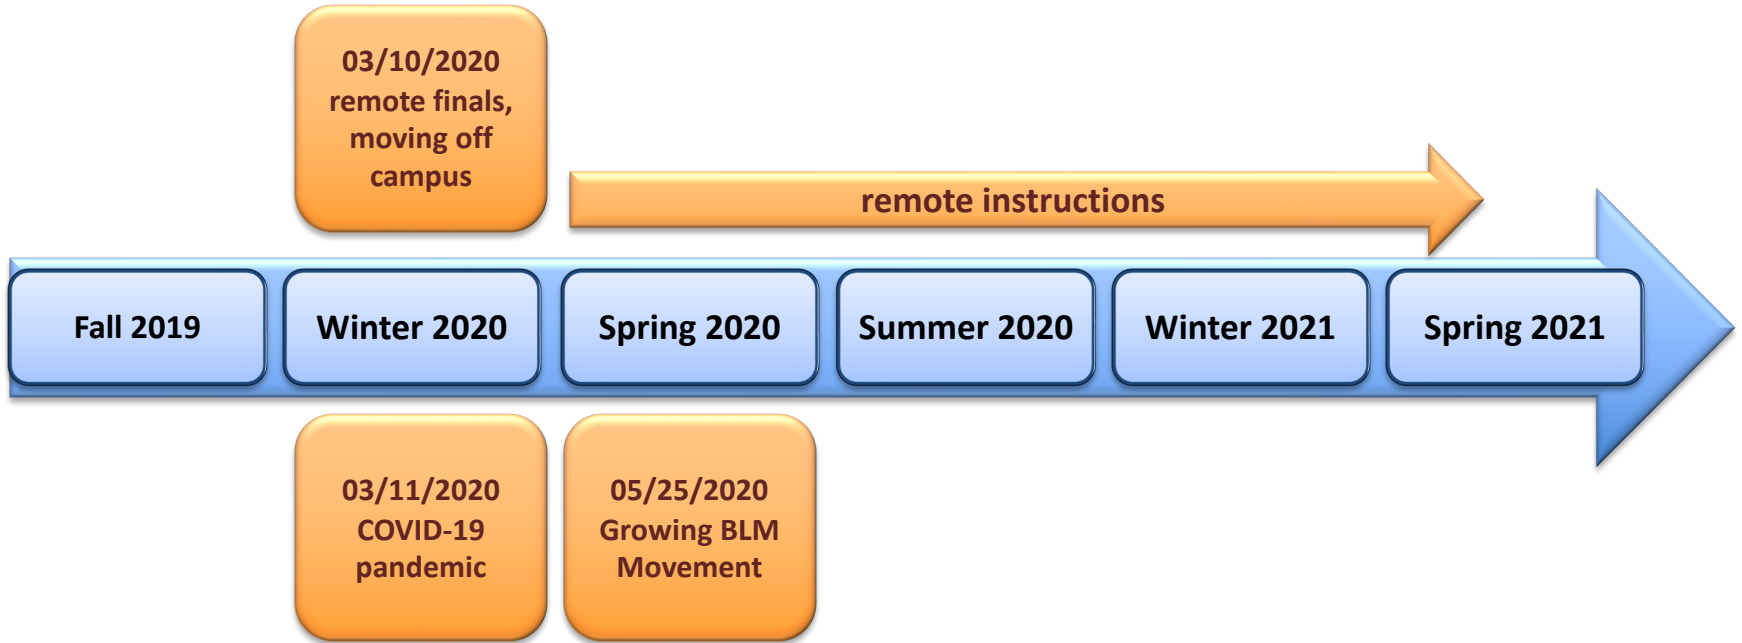 03/10/2020
remote finals,
moving off
campus
remote instructions
Fall 2019
Winter 2020
Spring 2020
Summer 2020
Winter 2021
Spring 2021
03/11/2020
COVID-19
pandemic
05/25/2020
Growing BLM
Movement